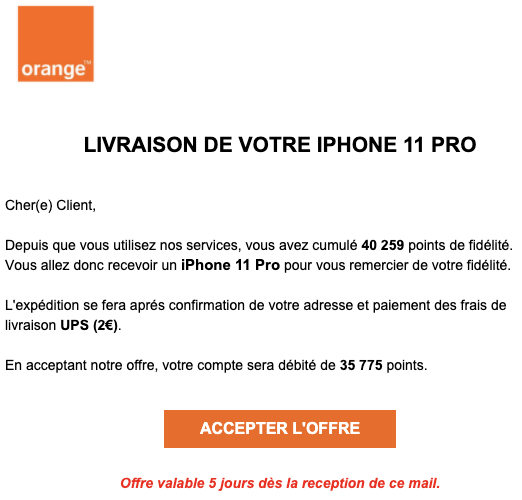 orange™
LIVRAISON DE VOTRE IPHONE 11 PRO
Cher(e) Client,
Depuis que vous utilisez nos services, vous avez cumulé 40 259 points de fidélité.
Vous allez donc recevoir un iPhone 11 Pro pour vous remercier de votre fidélité.
L'expédition se fera aprés confirmation de votre adresse et paiement des frais de
livraison UPS (2€).
En acceptant notre offre, votre compte sera débité de 35 775 points.
ACCEPTER L'OFFRE
Offre valable 5 jours dès la reception de ce mail.